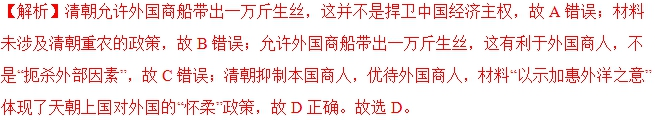 【解析】清朝允许外国商船带出一万斤生丝，这并不是捍卫中国经济主权，故 A 错误；材料
未涉及清朝重农的政策，故 B 错误；允许外国商船带出一万斤生丝，这有利于外国商人，不
是“扼杀外部因素”，故 C 错误；清朝抑制本国商人，优待外国商人，材料“以示加惠外洋之意”
体现了天朝上国对外国的“怀柔”政策，故 D 正确。故选 D。